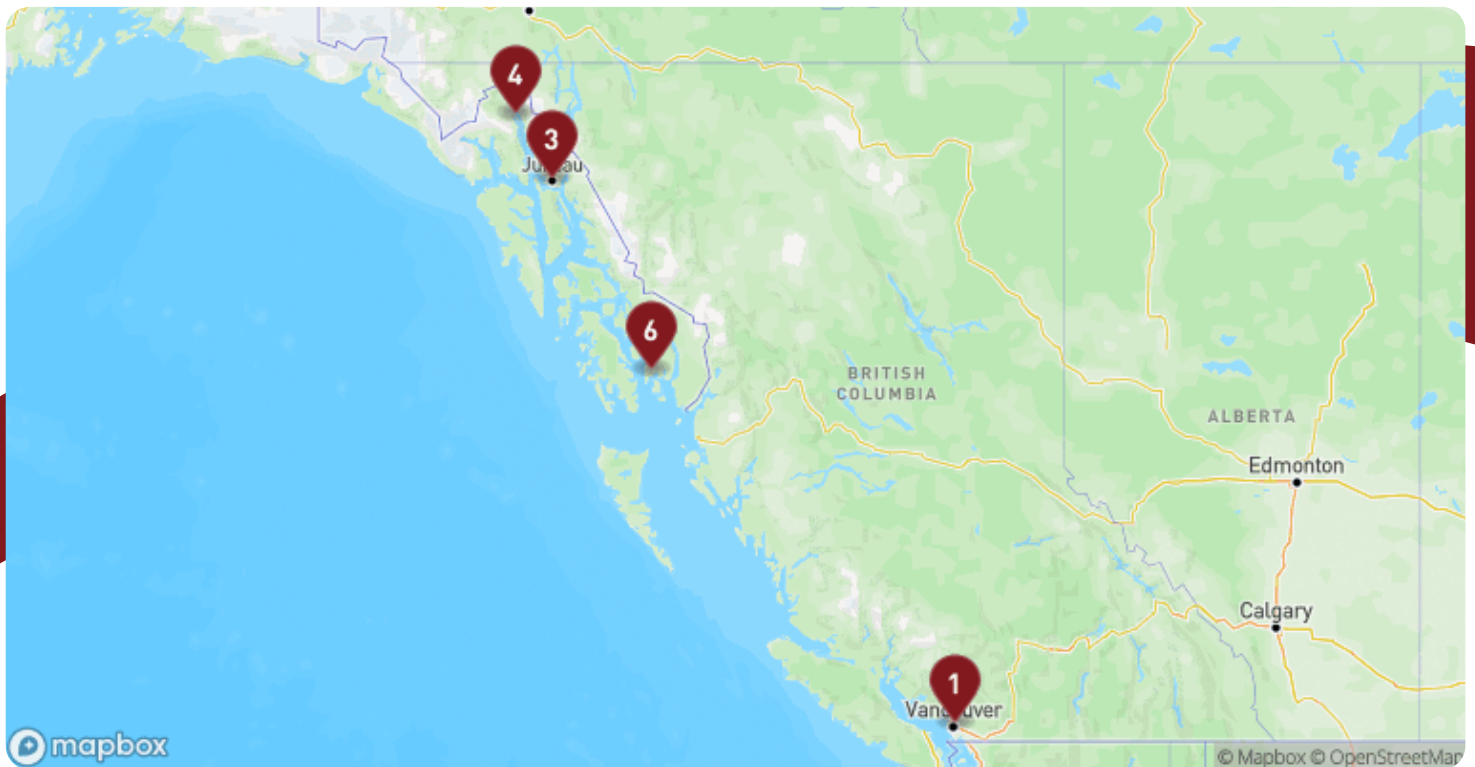 4
3
Juneau
6
BRITISH
COLUMBIA
ALBERTA
Edmonton
Calgary
1
Vancouver
mapbox
© Mapbox © OpenStreetMap